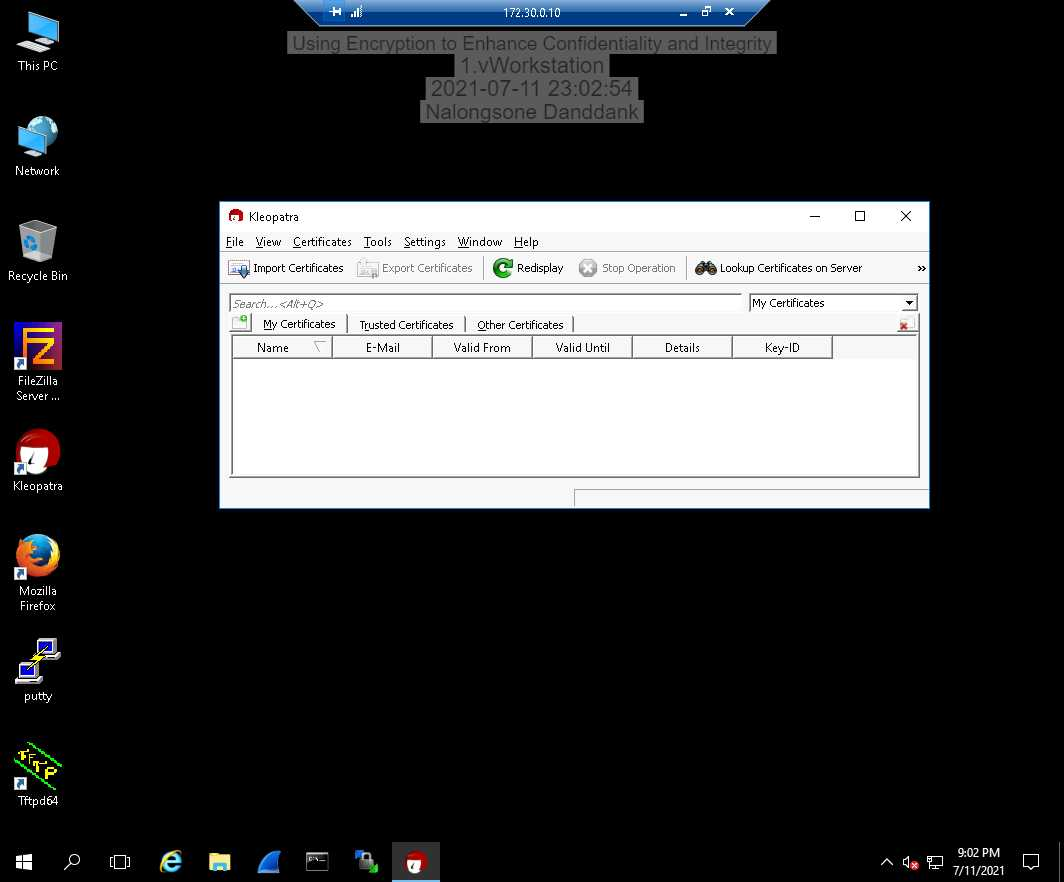 172.30.0.10
Using Encryption to Enhance Confidentiality and Integrity
1.vWorkstation
2021-07-11 23:02:54
Nalongsone Danddank
This PC
Network
Recycle Bin
FileZilla
Server ...
Kleopatra
Mozilla
Firefox
putty
Tftpd64
Kleopatra
File View Certificates Tools Settings Window Help
Import Certificates Export Certificates Redisplay Stop Operation Lookup Certificates on Server »
Search...<Alt+Q> My Certificates
My Certificates Trusted Certificates Other Certificates
Name E-Mail Valid From Valid Until Details Key-ID
9:02 PM
7/11/2021